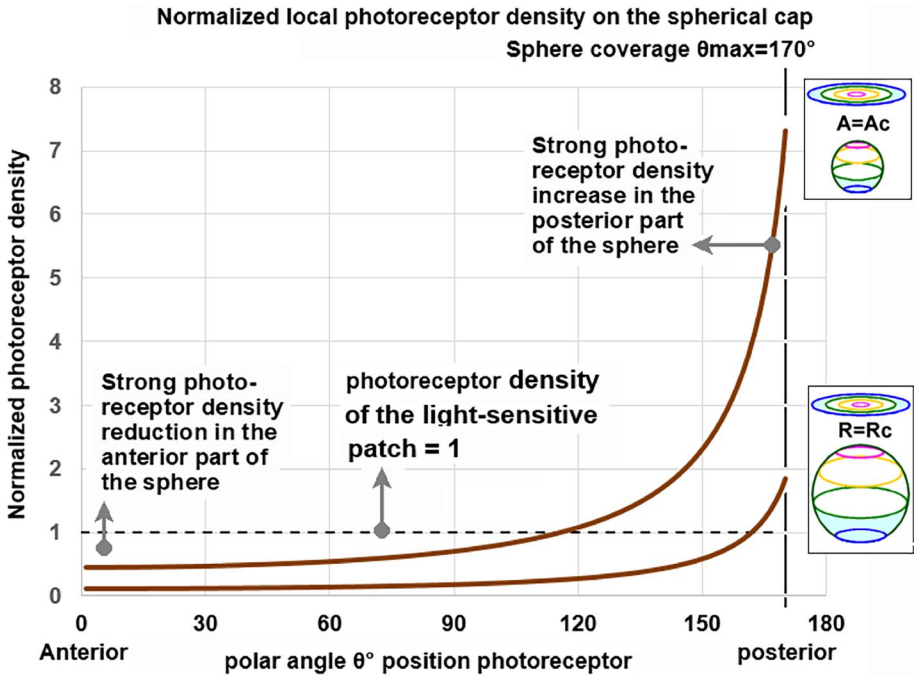 Normalized local photoreceptor density on the spherical cap
Sphere coverage θmax=170°
Normalized photoreceptor density
8
7
6
5
4
3
2
1
0
Strong photo-
receptor density
increase in the
posterior part
of the sphere
Strong photo-
receptor density
reduction in the
anterior part of
the sphere
photoreceptor density
of the light-sensitive
patch = 1
A=Ac
R=Rc
0
30
60
90
120
150
180
Anterior
polar angle θ° position photoreceptor
posterior